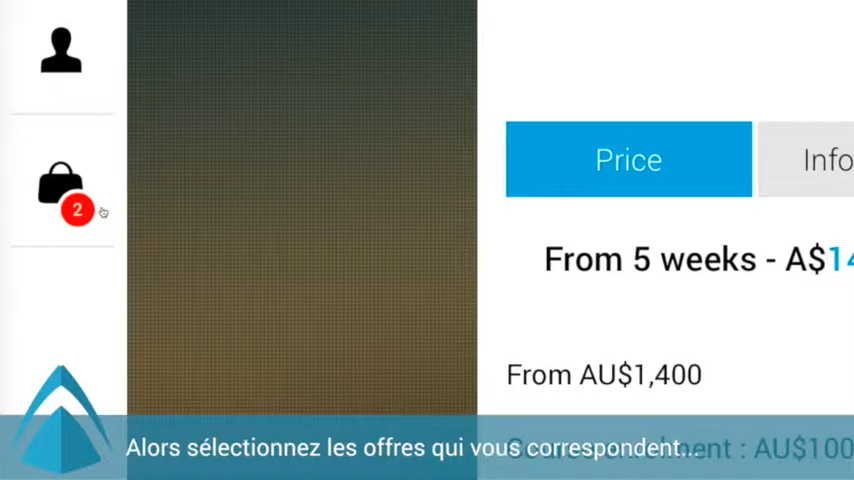 2
Price
Info
From 5 weeks - A$14
From AU$1,400
Alors sélectionnez les offres qui vous correspondent...
enrolment : AU$100